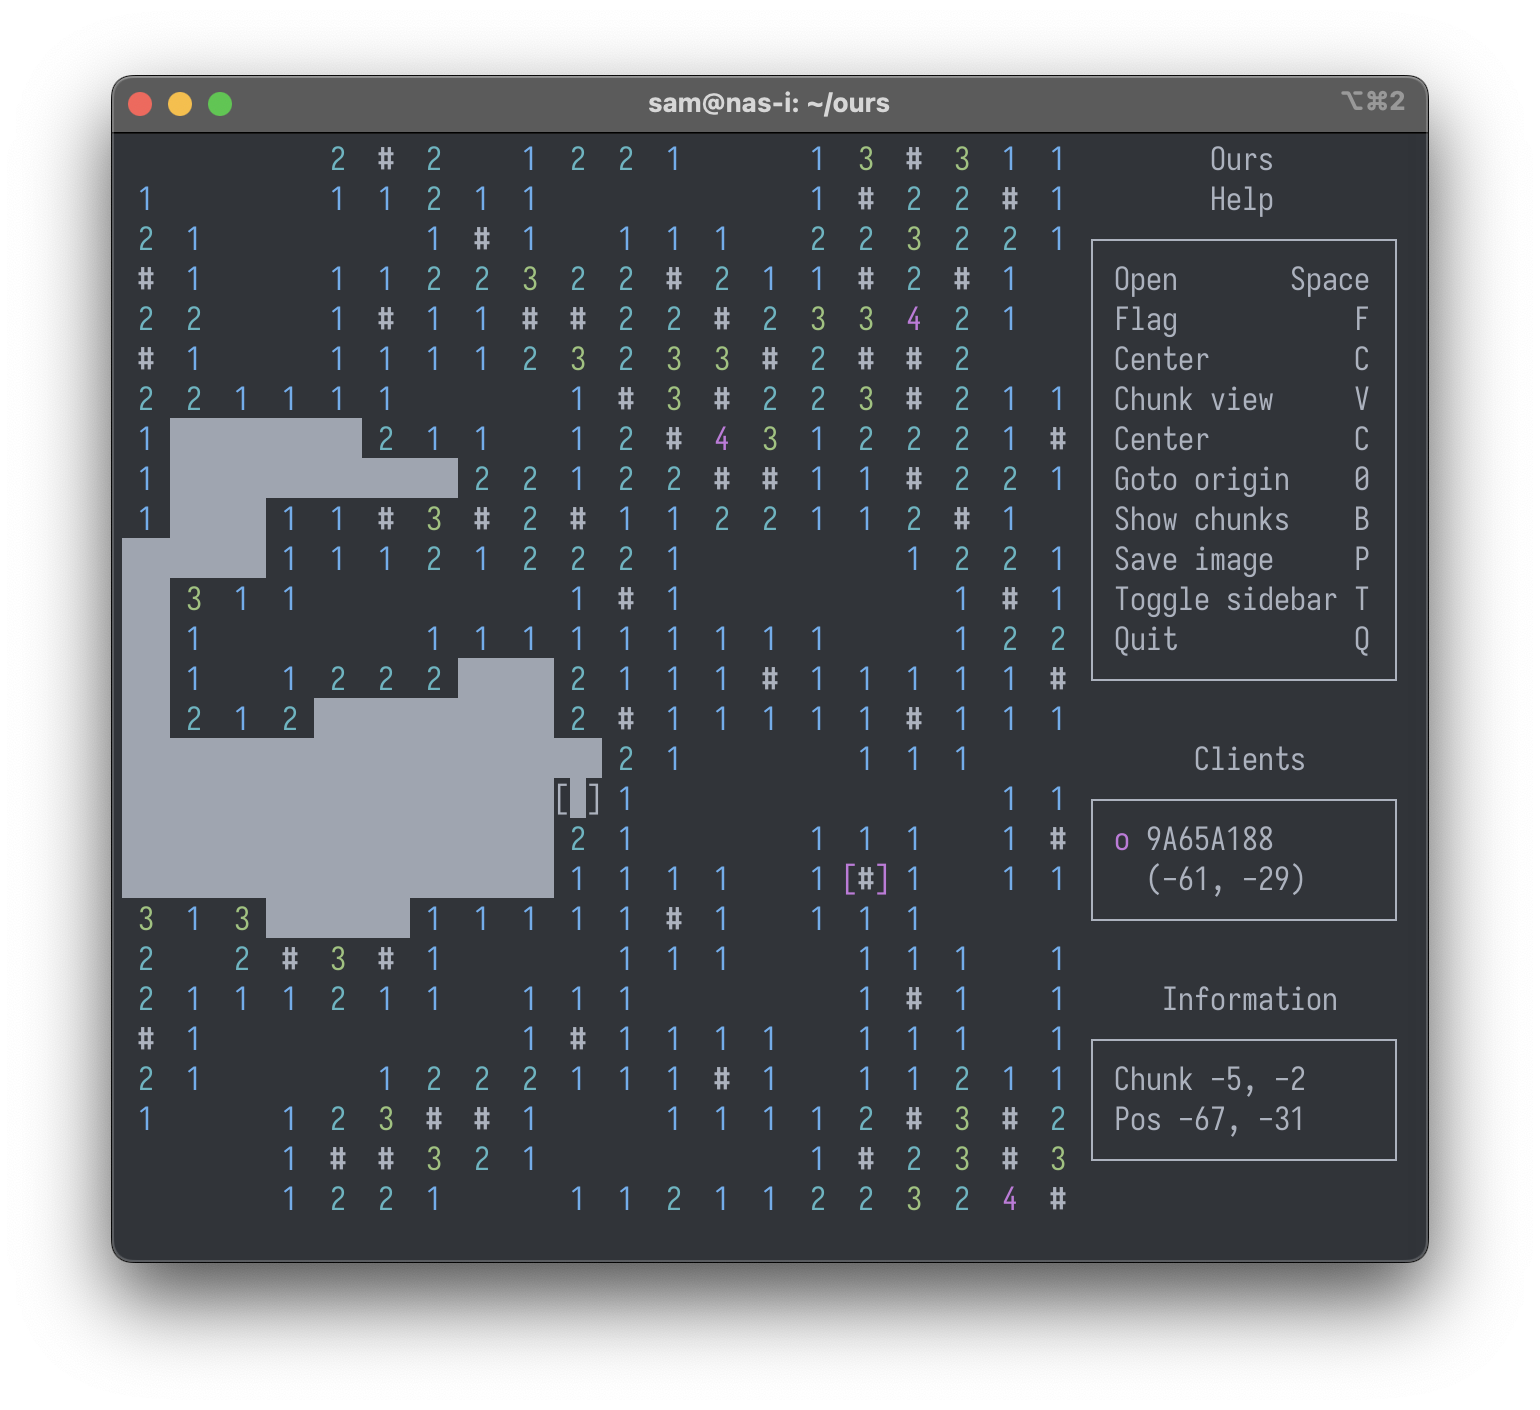 sam@nas-i: ~/ours
⌥⌘2
2 # 2 1 2 2 1 1 3 # 3 1 1
1 1 1 2 1 1 1 # 2 2 # 1
2 1 1 # 1 1 1 1 2 2 3 2 2 1
# 1 1 1 2 2 3 2 2 # 2 1 1 # 2 # 1
2 2 1 # 1 1 # # 2 2 # 2 3 3 4 2 1
# 1 1 1 1 1 2 3 2 3 3 # 2 # # 2
2 2 1 1 1 1 1 # 3 # 2 2 3 # 2 1 1
1 2 1 1 1 2 # 4 3 1 2 2 2 1 #
1 2 2 1 2 2 # # 1 1 # 2 2 1
1 1 1 # 3 # 2 # 1 1 2 2 1 1 2 # 1
1 1 1 2 1 2 2 2 1 1 2 2 1
3 1 1 1 # 1 1 # 1
1 1 1 1 1 1 1 1 1 1 1 2 2
1 1 2 2 2 2 1 1 1 # 1 1 1 1 1 #
2 1 2 2 # 1 1 1 1 1 # 1 1 1
2 1 1 1 1
[ ] 1 1 1
2 1 1 1 1 1 #
1 1 1 1 1 [#] 1 1 1
3 1 3 1 1 1 1 1 # 1 1 1 1
2 2 # 3 # 1 1 1 1 1 1 1 1
2 1 1 1 2 1 1 1 1 1 1 # 1 1
# 1 1 # 1 1 1 1 1 1 1 1
2 1 1 2 2 2 1 1 1 # 1 1 1 2 1 1
1 1 2 3 # # 1 1 1 1 1 2 # 3 # 2
1 # # 3 2 1 1 # 2 3 # 3
1 2 2 1 1 1 2 1 1 2 2 3 2 4 #
Ours
Help
Open Space
Flag F
Center C
Chunk view V
Center C
Goto origin 0
Show chunks B
Save image P
Toggle sidebar T
Quit Q
Clients
o 9A65A188
(-61, -29)
Information
Chunk -5, -2
Pos -67, -31